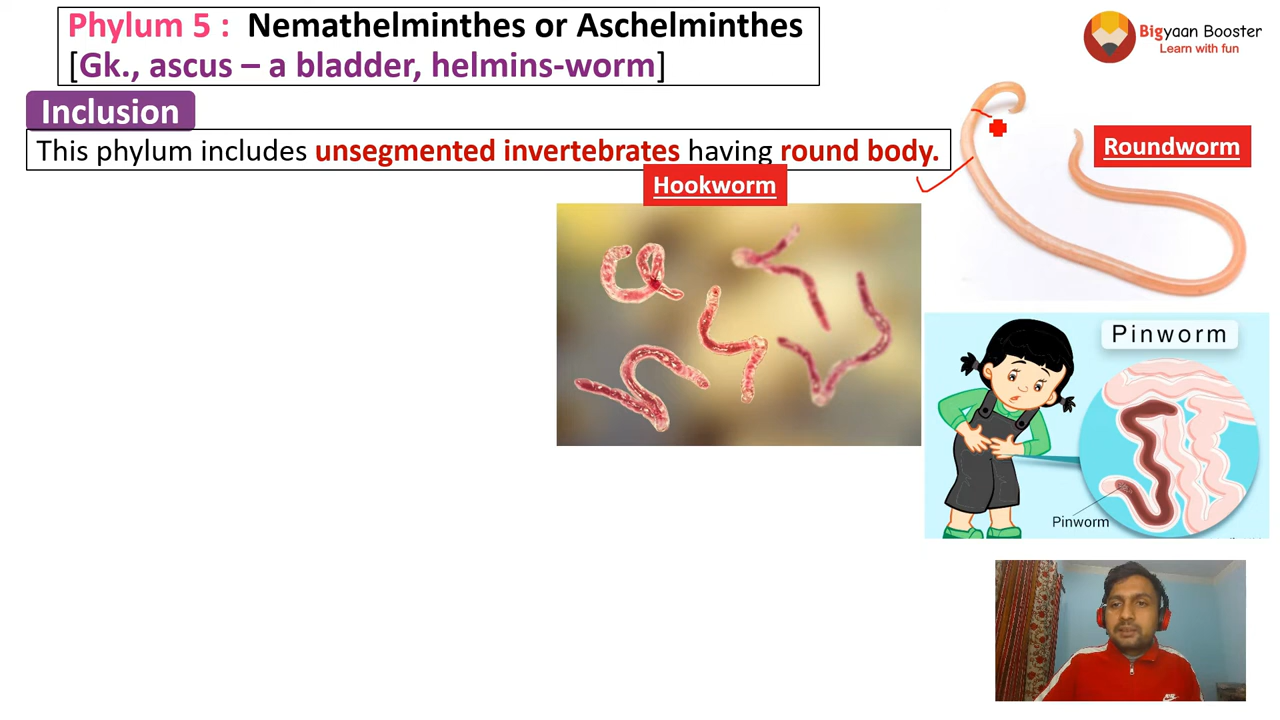 Phylum 5 : Nemathelminthes or Aschelminthes
[Gk., ascus – a bladder, helmins-worm]
Bigyaan Booster
Learn with fun
Inclusion
This phylum includes unsegmented invertebrates having round body.
Roundworm
Hookworm
Pinworm
Pinworm